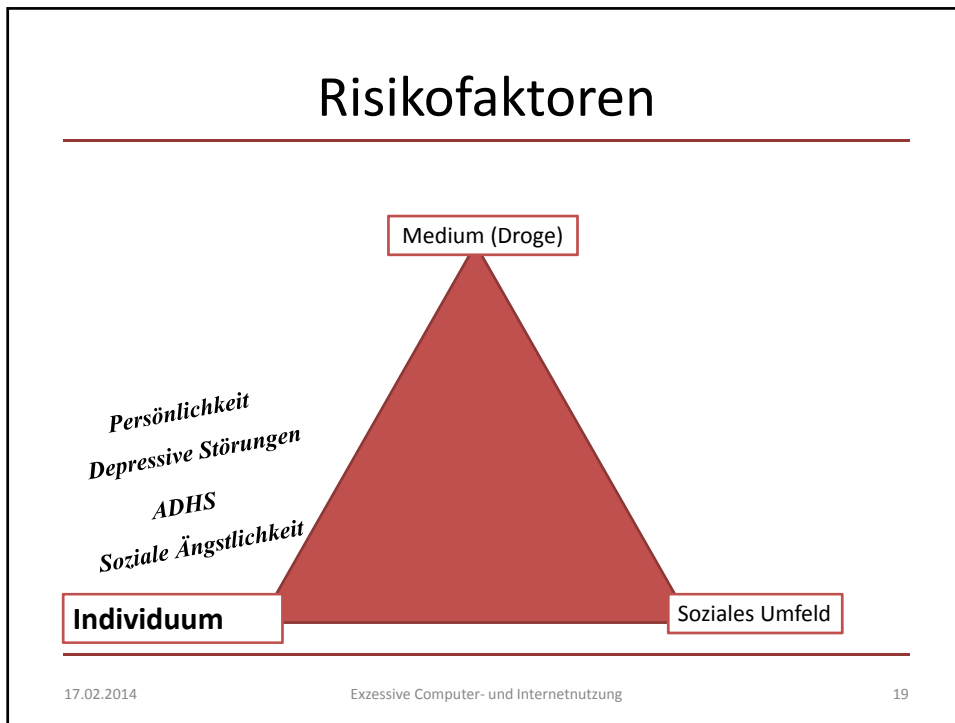 Risikofaktoren
Medium (Droge)
Persönlichkeit
Depressive Störungen
ADHS
Soziale Ängstlichkeit
Individuum
Soziales Umfeld
17.02.2014
Exzessive Computer- und Internetnutzung
19